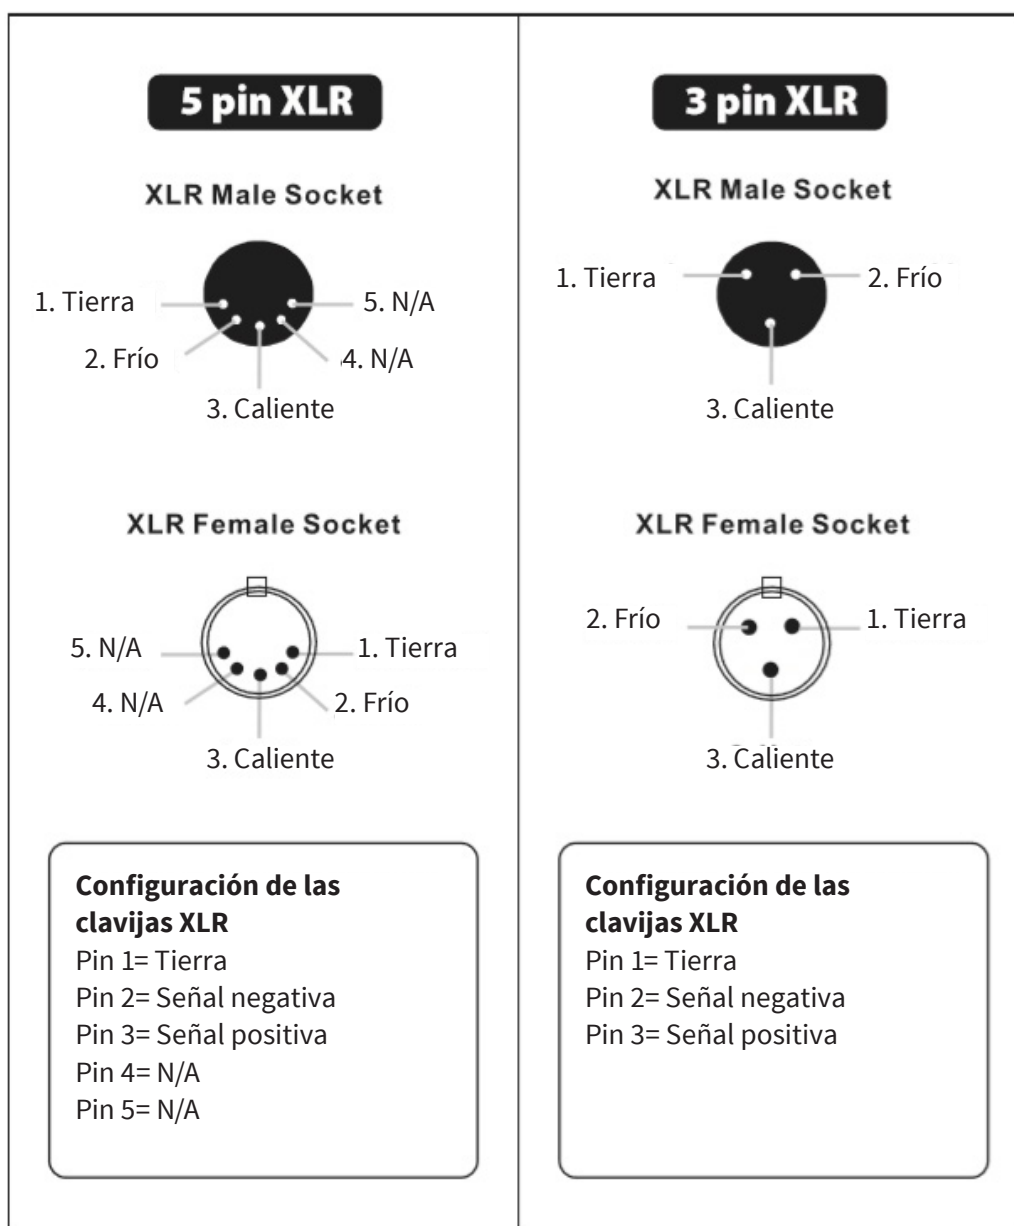 5 pin XLR
XLR Male Socket
1. Tierra
5. N/A
2. Frío
4. N/A
3. Caliente
XLR Female Socket
5. N/A
1. Tierra
4. N/A
2. Frío
3. Caliente
Configuración de las
clavijas XLR
Pin 1= Tierra
Pin 2= Señal negativa
Pin 3= Señal positiva
Pin 4= N/A
Pin 5= N/A
3 pin XLR
XLR Male Socket
1. Tierra
2. Frío
3. Caliente
XLR Female Socket
2. Frío
1. Tierra
3. Caliente
Configuración de las
clavijas XLR
Pin 1= Tierra
Pin 2= Señal negativa
Pin 3= Señal positiva